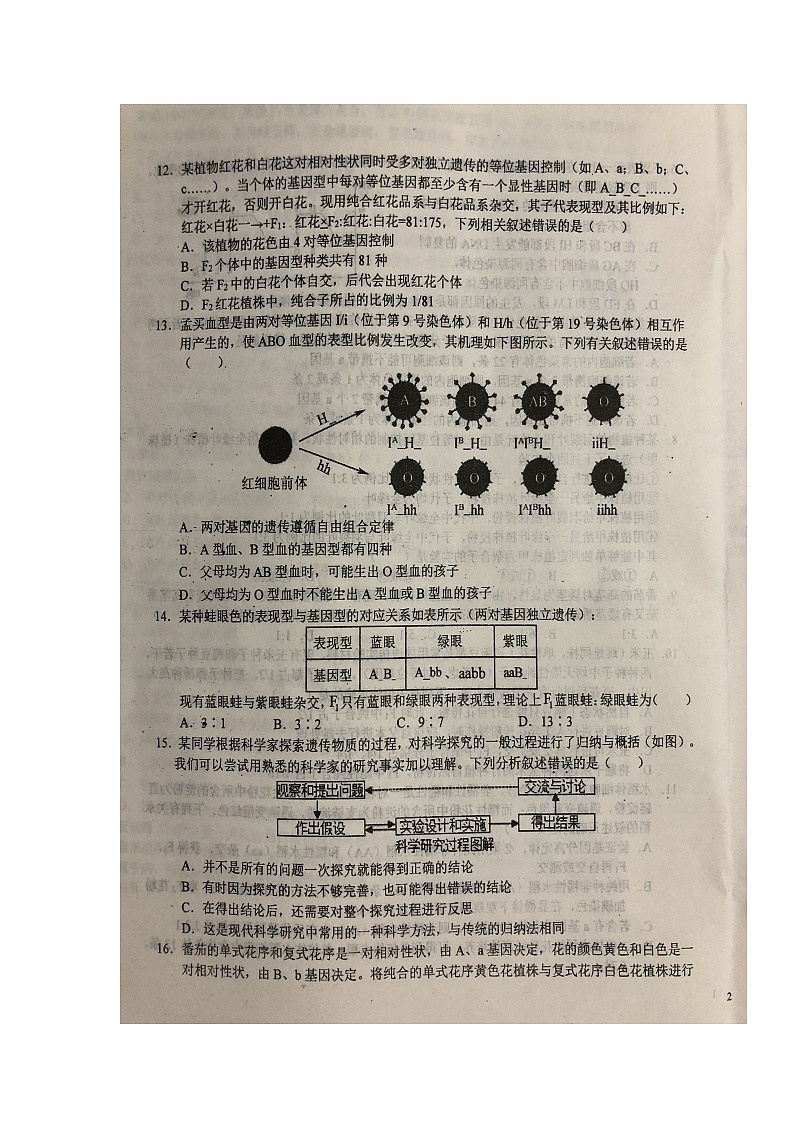 12．某植物红花和白花这对相对性状同时受多对独立遗传的等位基因控制（如A、a；B、b；C、
c……）。当个体的基因型中每对等位基因都至少含有一个显性基因时（即A_B_C_……）
才开红花，否则开白花。现用纯合红花品系与白花品系杂交，其子代表现型及其比例如下：
红花×白花一→+F₁：红花×F₂:红花:白花=81:175，下列相关叙述错误的是（  ）
A．该植物的花色由4对等位基因控制
B．F₂个体中的基因型种类共有81种
C．若F₂中的白花个体自交，后代会出现红花个体
D．F₂红花植株中，纯合子所占的比例为1/81
13．孟买血型是由两对等位基因I/i（位于第9号染色体）和H/h（位于第19号染色体）相互作
用产生的，使ABO血型的表型比例发生改变，其机理如下图所示。下列有关叙述错误的是
（  ）
A B AB O
H_
Iᴬ_H_ Iᴮ_H_ IᴬIᴮH_ iiH_
hh
O O O O
红细胞前体
Iᴬ_hh Iᴮ_hh IᴬIᴮhh iihh
A．两对基因的遗传遵循自由组合定律
B．A型血、B型血的基因型都有四种
C．父母均为AB型血时，可能生出O型血的孩子
D．父母均为O型血时不能生出A型血或B型血的孩子
14．某种蛙眼色的表现型与基因型的对应关系如表所示（两对基因独立遗传）：
表现型 蓝眼 绿眼 紫眼
基因型 A_B_ A_bb、aabb aaB_
现有蓝眼蛙与紫眼蛙杂交，F₁只有蓝眼和绿眼两种表现型，理论上F₁蓝眼蛙：绿眼蛙为（  ）
A．3∶1 B．3∶2 C．9∶7 D．13∶3
15．某同学根据科学家探索遗传物质的过程，对科学探究的一般过程进行了归纳与概括（如图）。
我们可以尝试用熟悉的科学家的研究事实加以理解。下列分析叙述错误的是（  ）
观察和提出问题 交流与讨论
作出假设 实验设计和实施 得出结果
科学研究过程图解
A．并不是所有的问题一次探究就能得到正确的结论
B．有时因为探究的方法不够完善，也可能得出错误的结论
C．在得出结论后，还需要对整个探究过程进行反思
D．这是现代科学研究中常用的一种科学方法，与传统的归纳法相同
16．番茄的单式花序和复式花序是一对相对性状，由A、a基因决定，花的颜色黄色和白色是一
对相对性状，由B、b基因决定。将纯合的单式花序黄色花植株与复式花序白色花植株进行
2